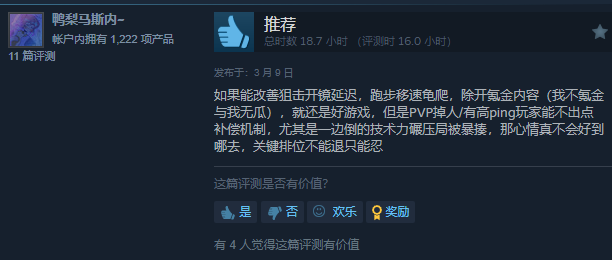 鸭梨马斯内~
帐户内拥有 1,222 项产品
11 篇评测
推荐
总时数 18.7 小时 （评测时 16.0 小时）
发布于：3 月 9 日
如果能改善狙击开镜延迟，跑步移速龟爬，除开氪金内容（我不氪金
与我无瓜），就还是好游戏，但是PVP掉人/有高ping玩家能不出点
补偿机制，尤其是一边倒的技术力碾压局被暴揍，那心情真不会好到
哪去，关键排位不能退只能忍
这篇评测是否有价值？
是 否 欢乐 奖励
有 4 人觉得这篇评测有价值